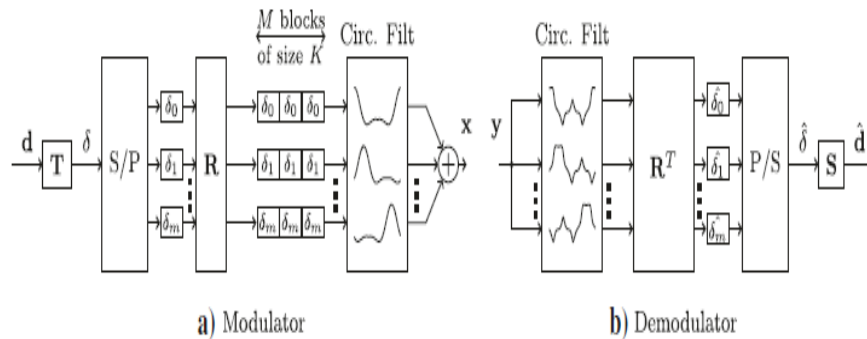 M blocks
of size K
Circ. Filt
Circ. Filt
d T δ S/P δ₀ R δ₀ δ₀ δ₀
δ₁ δ₁ δ₁ δ₁
δₘ δₘ δₘ δₘ
x y
Rᵀ δ̂₀ P/S δ̂ S d̂
δ̂₁
δ̂ₘ
a) Modulator
b) Demodulator